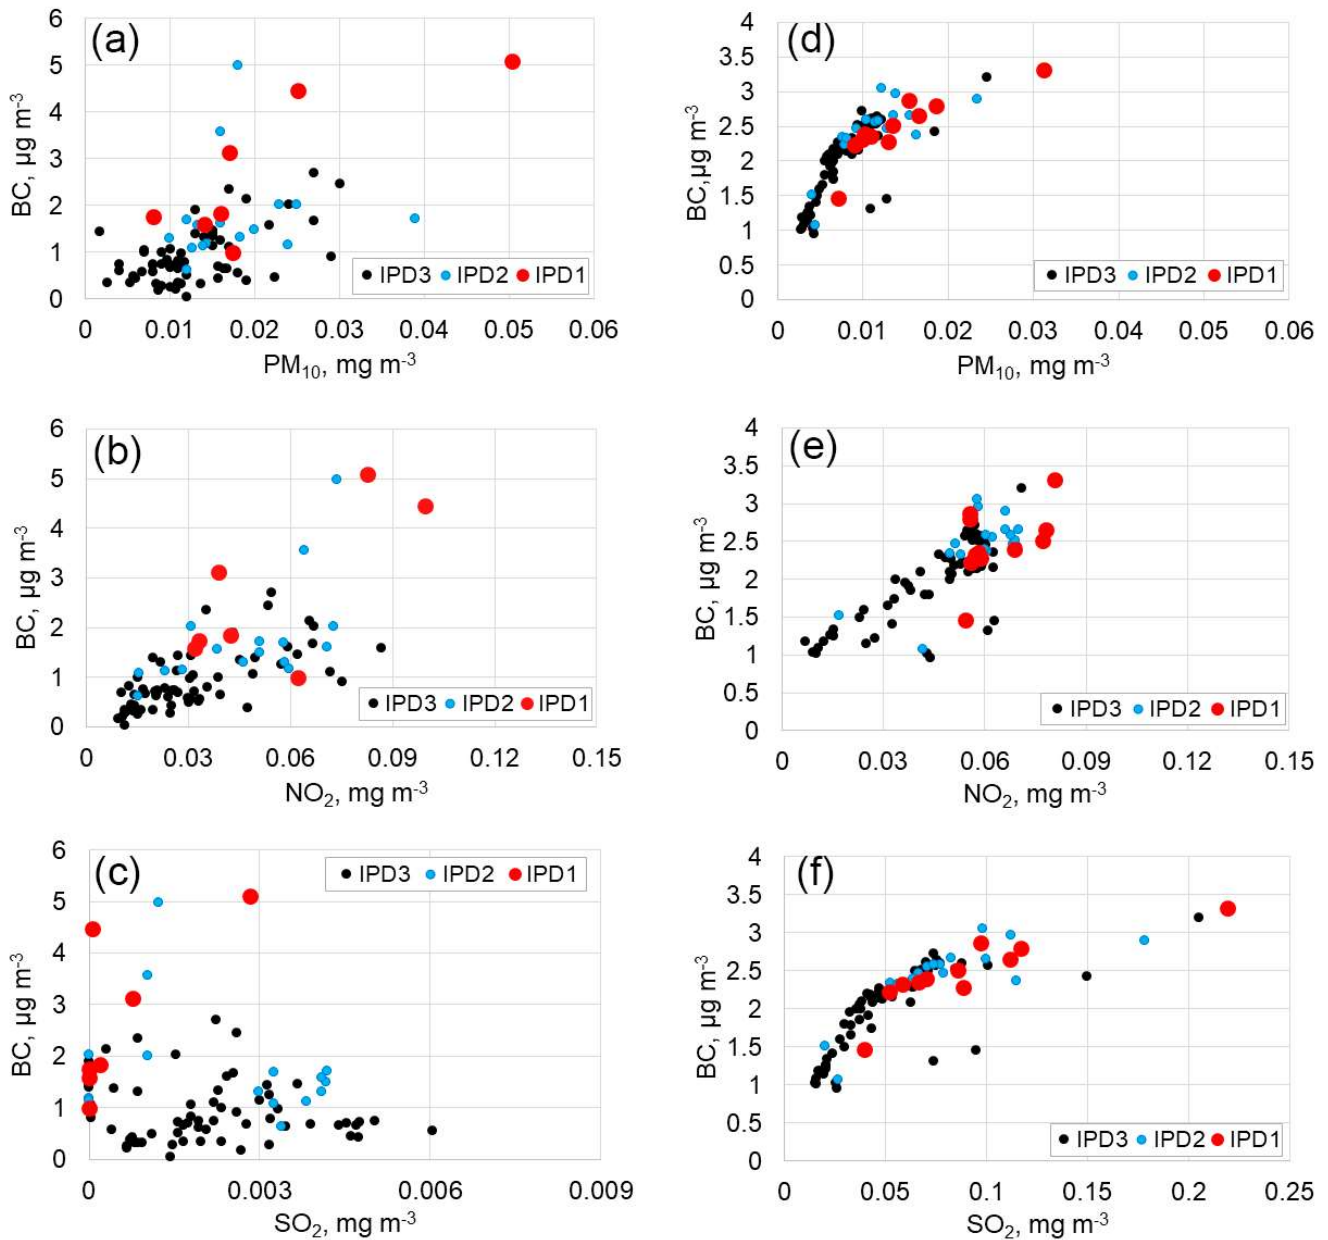 (a)
BC, µg m⁻³
6
5
4
3
2
1
0
IPD3 IPD2 IPD1
0 0.01 0.02 0.03 0.04 0.05 0.06
PM₁₀, mg m⁻³
(d)
BC,µg m⁻³
4
3.5
3
2.5
2
1.5
1
0.5
0
IPD3 IPD2 IPD1
0 0.01 0.02 0.03 0.04 0.05 0.06
PM₁₀, mg m⁻³
(b)
BC, µg m⁻³
6
5
4
3
2
1
0
IPD3 IPD2 IPD1
0 0.03 0.06 0.09 0.12 0.15
NO₂, mg m⁻³
(e)
BC, µg m⁻³
4
3.5
3
2.5
2
1.5
1
0.5
0
IPD3 IPD2 IPD1
0 0.03 0.06 0.09 0.12 0.15
NO₂, mg m⁻³
(c)
BC, µg m⁻³
6
5
4
3
2
1
0
IPD3 IPD2 IPD1
0 0.003 0.006 0.009
SO₂, mg m⁻³
(f)
BC, µg m⁻³
4
3.5
3
2.5
2
1.5
1
0.5
0
IPD3 IPD2 IPD1
0 0.05 0.1 0.15 0.2 0.25
SO₂, mg m⁻³